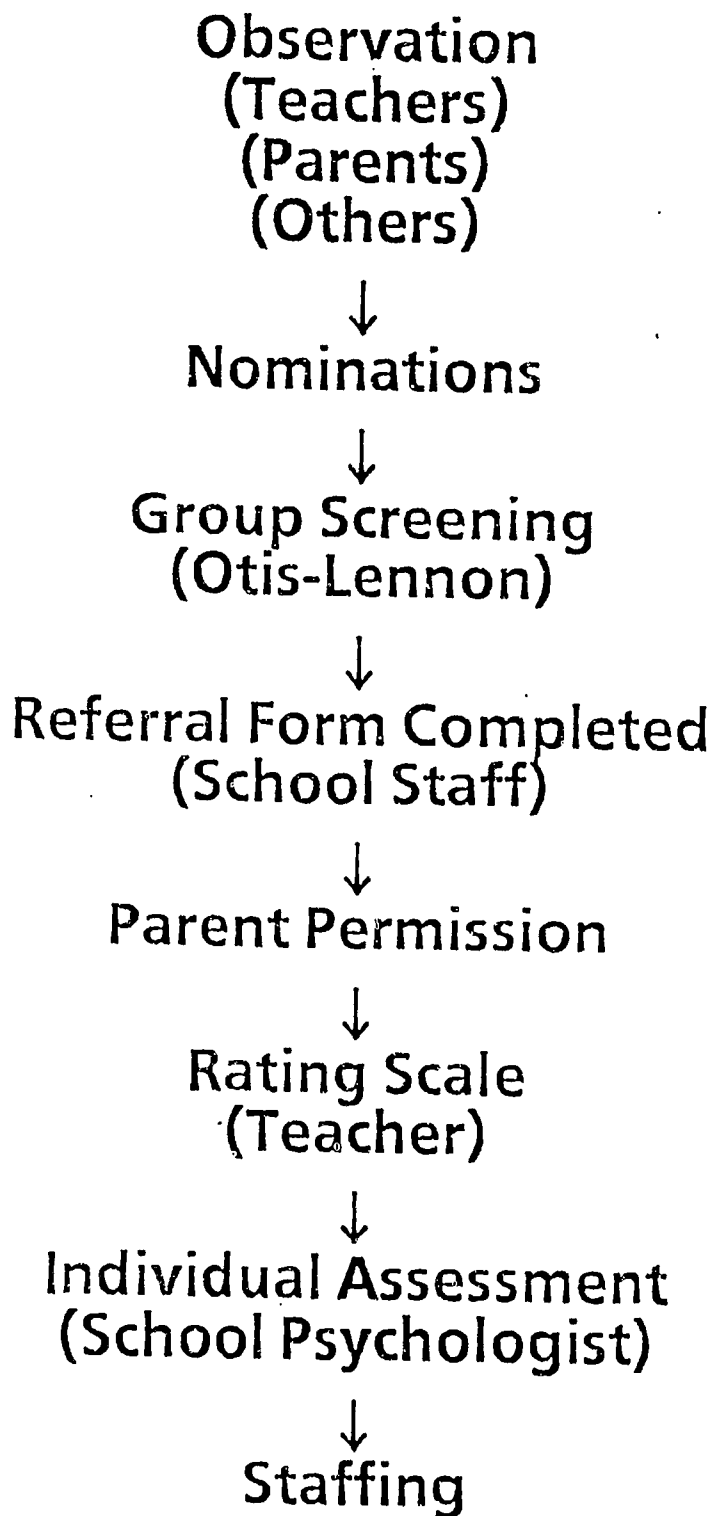 Observation
(Teachers)
(Parents)
(Others)
↓
Nominations
↓
Group Screening
(Otis-Lennon)
↓
Referral Form Completed
(School Staff)
↓
Parent Permission
↓
Rating Scale
(Teacher)
↓
Individual Assessment
(School Psychologist)
↓
Staffing